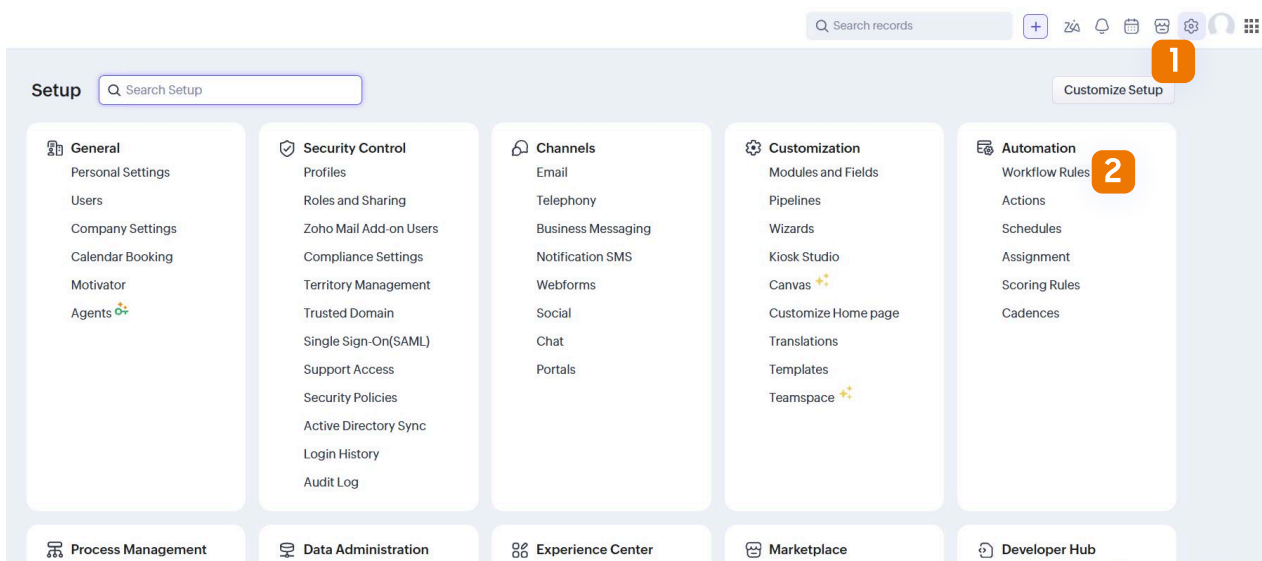 Search records
Zia
1
Setup
Search Setup
Customize Setup
General
Personal Settings
Users
Company Settings
Calendar Booking
Motivator
Agents
Security Control
Profiles
Roles and Sharing
Zoho Mail Add-on Users
Compliance Settings
Territory Management
Trusted Domain
Single Sign-On(SAML)
Support Access
Security Policies
Active Directory Sync
Login History
Audit Log
Channels
Email
Telephony
Business Messaging
Notification SMS
Webforms
Social
Chat
Portals
Customization
Modules and Fields
Pipelines
Wizards
Kiosk Studio
Canvas
Customize Home page
Translations
Templates
Teamspace
Automation
Workflow Rules
2
Actions
Schedules
Assignment
Scoring Rules
Cadences
Process Management
Data Administration
Experience Center
Marketplace
Developer Hub